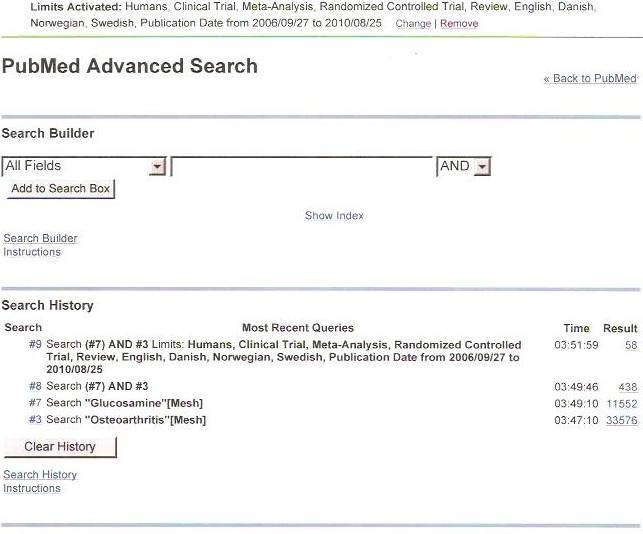 Limits Activated: Humans, Clinical Trial, Meta-Analysis, Randomized Controlled Trial, Review, English, Danish,
Norwegian, Swedish, Publication Date from 2006/09/27 to 2010/08/25 Change | Remove
PubMed Advanced Search
« Back to PubMed
Search Builder
All Fields AND
Add to Search Box
Show Index
Search Builder
Instructions
Search History
Search Most Recent Queries Time Result
#9 Search (#7) AND #3 Limits: Humans, Clinical Trial, Meta-Analysis, Randomized Controlled 03:51:59 58
Trial, Review, English, Danish, Norwegian, Swedish, Publication Date from 2006/09/27 to
2010/08/25
#8 Search (#7) AND #3 03:49:46 438
#7 Search "Glucosamine"[Mesh] 03:49:10 11552
#3 Search "Osteoarthritis"[Mesh] 03:47:10 33576
Clear History
Search History
Instructions